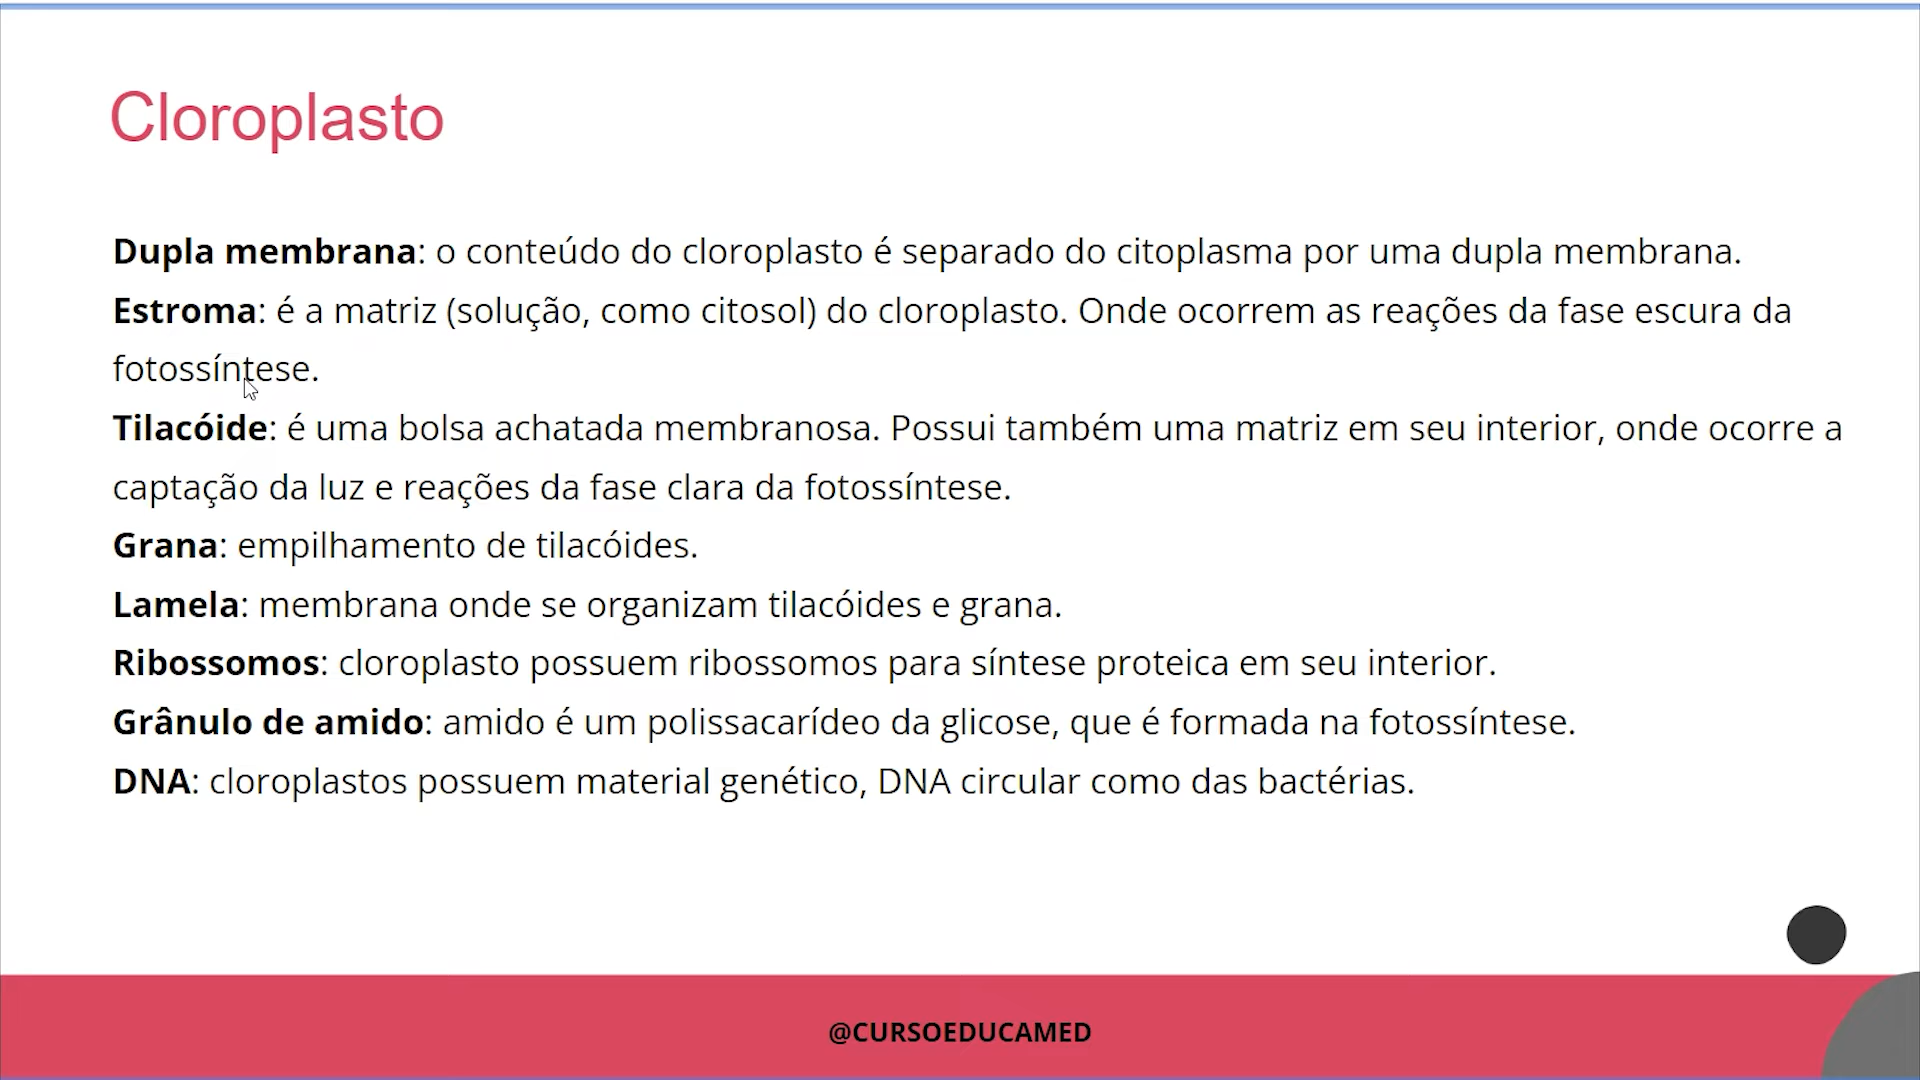 Cloroplasto
Dupla membrana: o conteúdo do cloroplasto é separado do citoplasma por uma dupla membrana.
Estroma: é a matriz (solução, como citosol) do cloroplasto. Onde ocorrem as reações da fase escura da
fotossíntese.
Tilacóide: é uma bolsa achatada membranosa. Possui também uma matriz em seu interior, onde ocorre a
captação da luz e reações da fase clara da fotossíntese.
Grana: empilhamento de tilacóides.
Lamela: membrana onde se organizam tilacóides e grana.
Ribossomos: cloroplasto possuem ribossomos para síntese proteica em seu interior.
Grânulo de amido: amido é um polissacarídeo da glicose, que é formada na fotossíntese.
DNA: cloroplastos possuem material genético, DNA circular como das bactérias.
@CURSOEDUCAMED